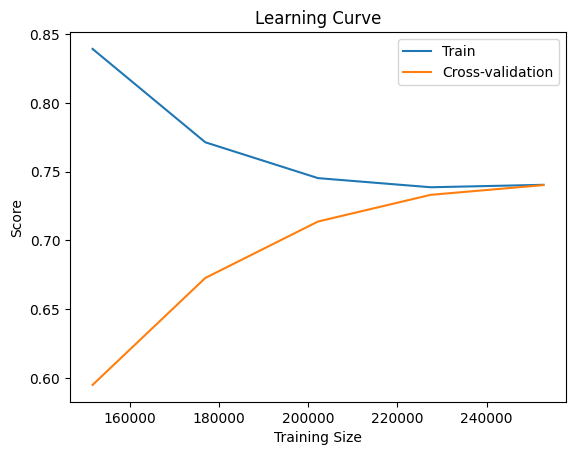 Learning Curve
Train
Cross-validation
0.85
0.80
0.75
0.70
0.65
0.60
Score
160000 180000 200000 220000 240000
Training Size